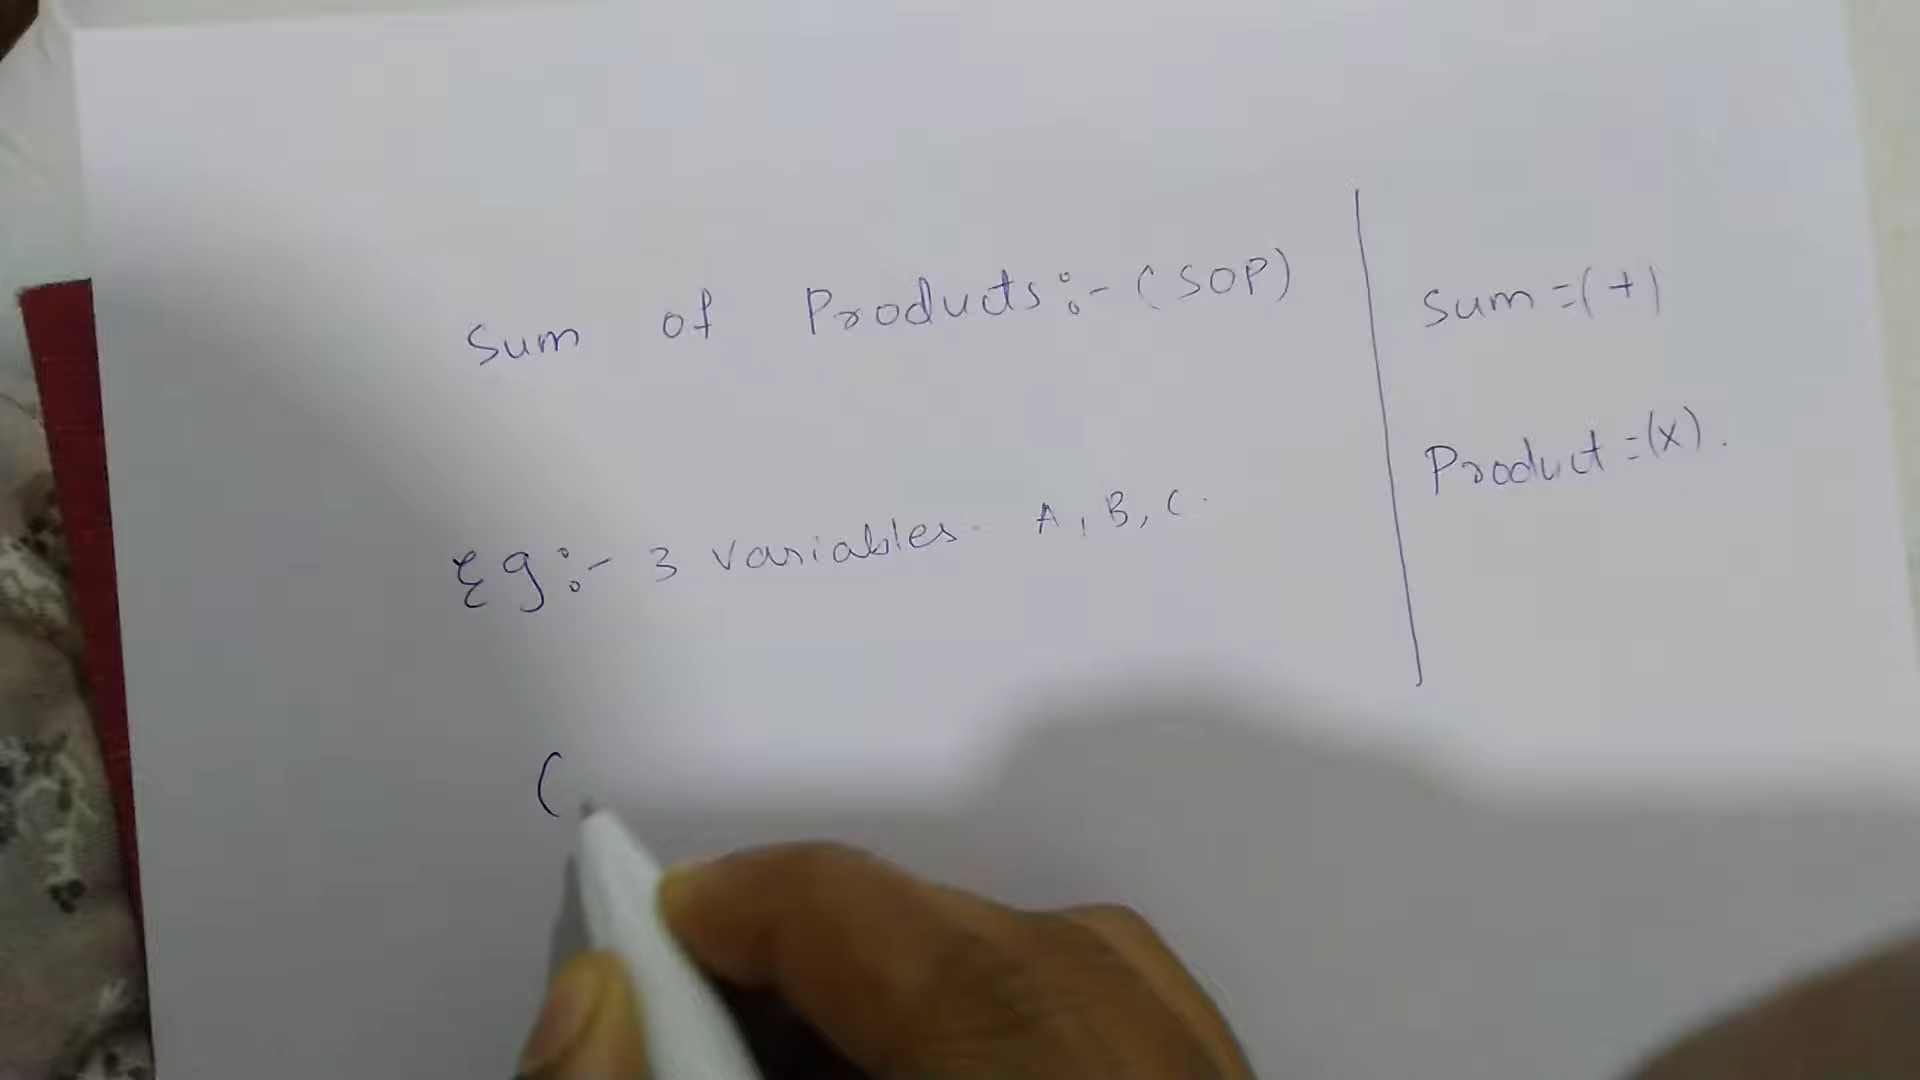 Sum of Products:- (SOP)
Eg:- 3 variables. A, B, C.
(
Sum = (+)
Product = (x).